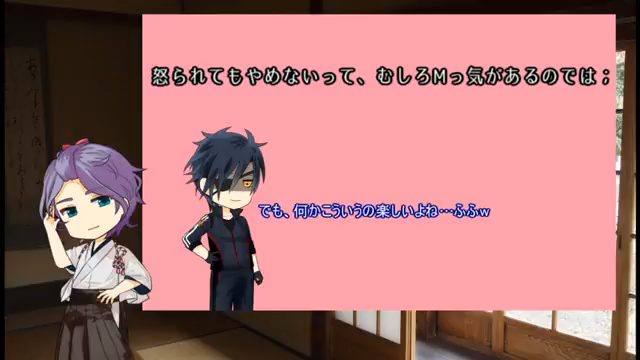 怒られてもやめないって、むしろMっ気があるのでは；
でも、何かこういうの楽しいよね…ふふw